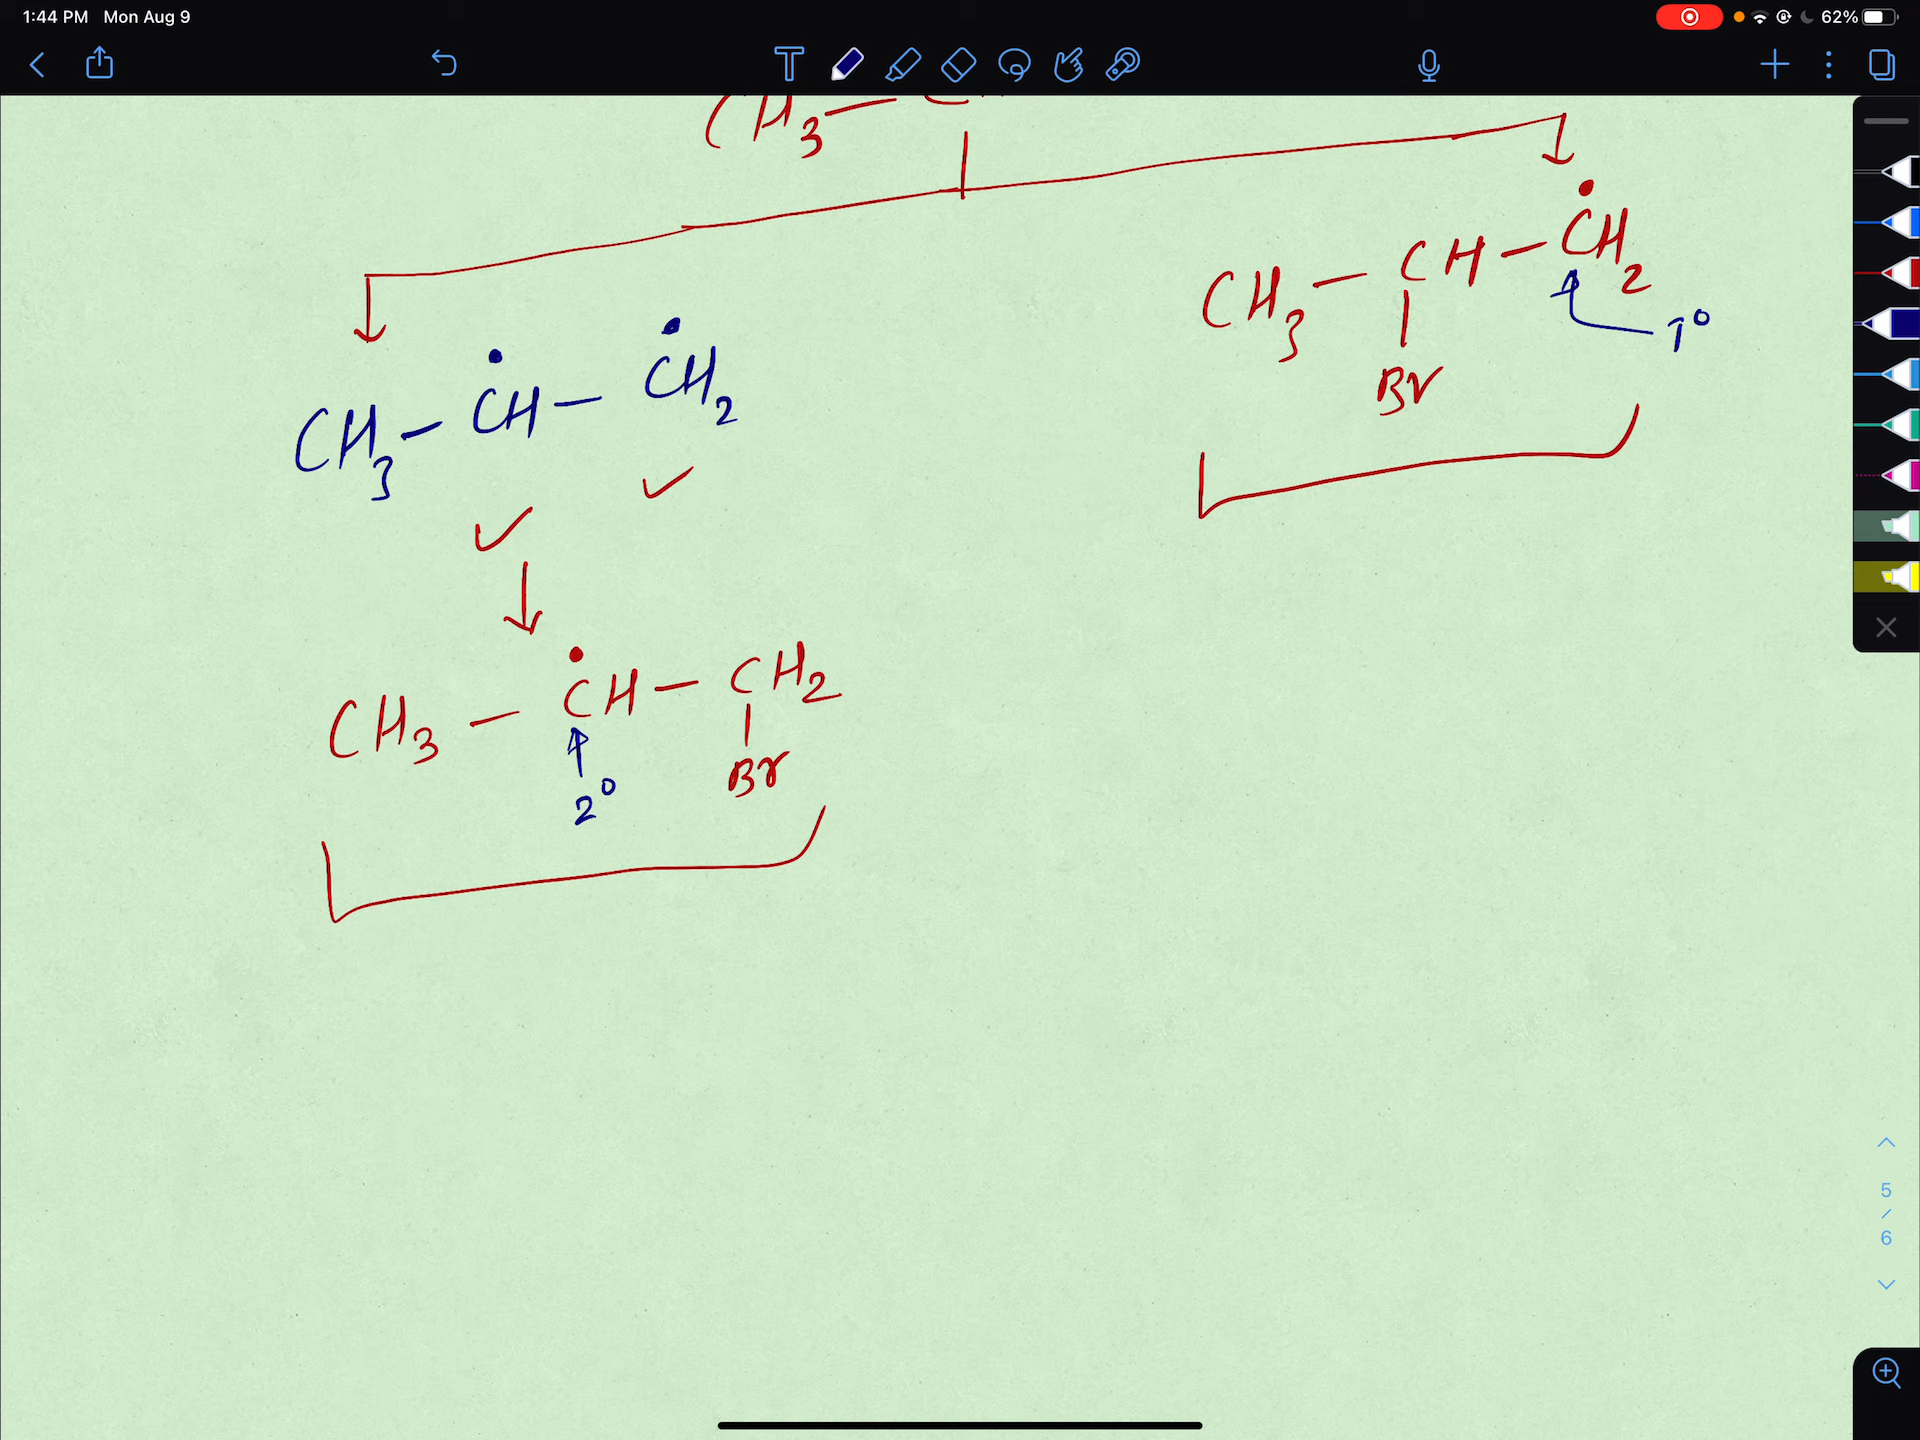 1:44 PM Mon Aug 9
62%
CH3 —
CH3 — CH — ĊH2
1°
Br
CH3 — ĊH — ĊH2
CH3 — ĊH — CH2
Br
2°
5
/
6